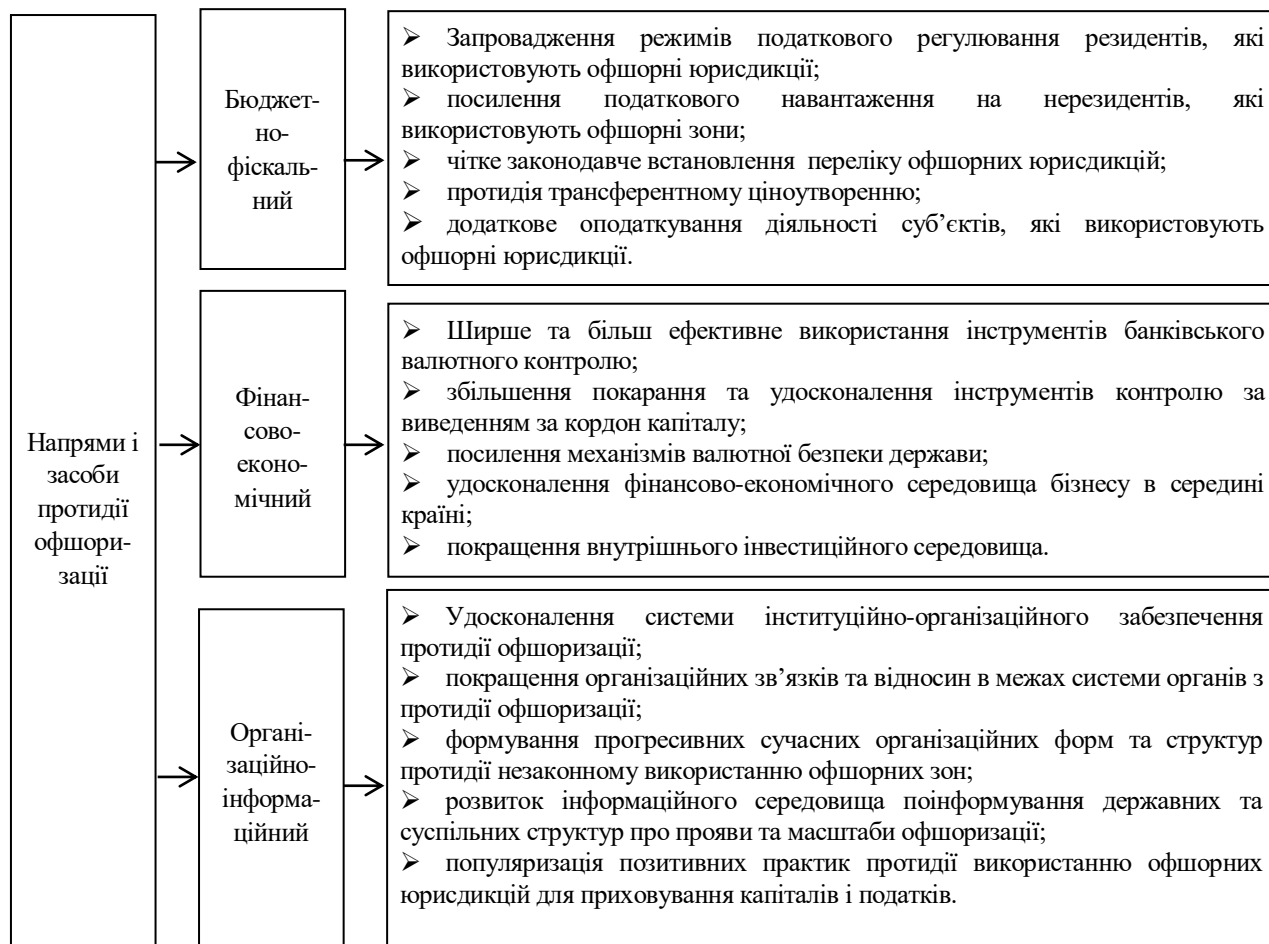 Напрями і
засоби
протидії
офшори-
зації
Бюджет-
но-
фіскаль-
ний
➢ Запровадження режимів податкового регулювання резидентів, які
використовують офшорні юрисдикції;
➢ посилення податкового навантаження на нерезидентів, які
використовують офшорні зони;
➢ чітке законодавче встановлення переліку офшорних юрисдикцій;
➢ протидія трансферентному ціноутворенню;
➢ додаткове оподаткування діяльності суб’єктів, які використовують
офшорні юрисдикції.
Фінан-
сово-
еконо-
мічний
➢ Ширше та більш ефективне використання інструментів банківського
валютного контролю;
➢ збільшення покарання та удосконалення інструментів контролю за
виведенням за кордон капіталу;
➢ посилення механізмів валютної безпеки держави;
➢ удосконалення фінансово-економічного середовища бізнесу в середині
країні;
➢ покращення внутрішнього інвестиційного середовища.
Органі-
заційно-
інформа-
ційний
➢ Удосконалення системи інституційно-організаційного забезпечення
протидії офшоризації;
➢ покращення організаційних зв’язків та відносин в межах системи органів з
протидії офшоризації;
➢ формування прогресивних сучасних організаційних форм та структур
протидії незаконному використанню офшорних зон;
➢ розвиток інформаційного середовища поінформування державних та
суспільних структур про прояви та масштаби офшоризації;
➢ популяризація позитивних практик протидії використанню офшорних
юрисдикцій для приховування капіталів і податків.